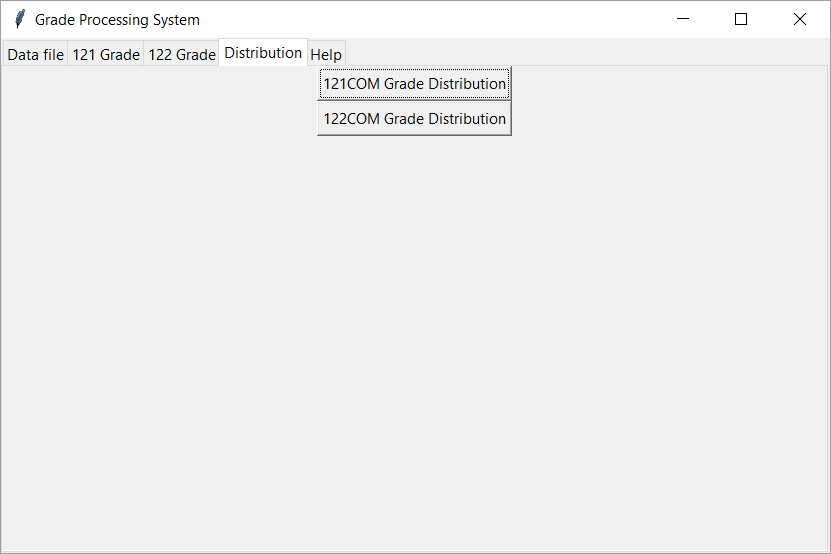 Grade Processing System
Data file 121 Grade 122 Grade Distribution Help
121COM Grade Distribution
122COM Grade Distribution